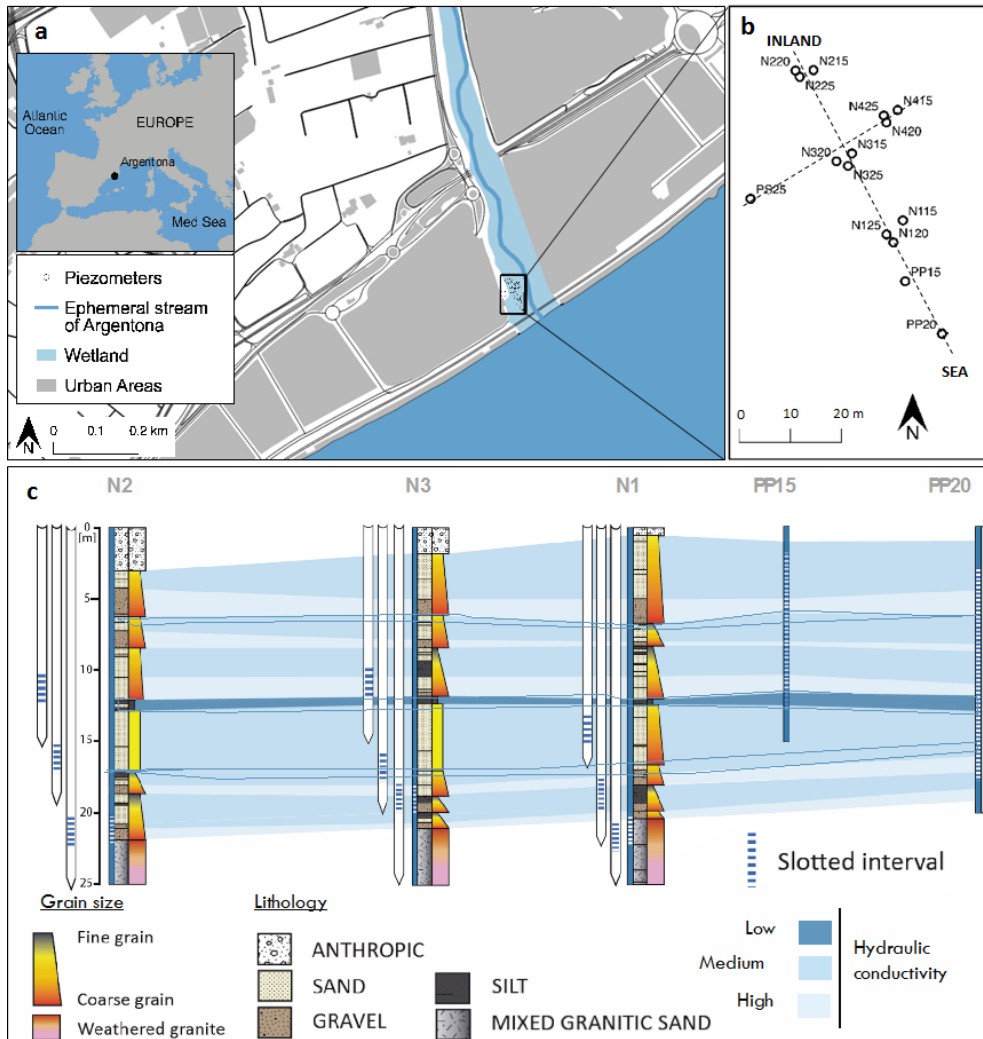 a
Atlantic
Ocean
EUROPE
Argentona
Med Sea
Piezometers
Ephemeral stream
of Argentona
Wetland
Urban Areas
0 0.1 0.2 km
N
b
INLAND
N220
N215
N225
N425
N415
N420
N320
N315
N325
PS25
N115
N125
N120
PP15
PP20
SEA
0 10 20 m
N
c
N2 N3 N1 PP15 PP20
0
[m]
5
10
15
20
25
Slotted interval
Grain size
Fine grain
Coarse grain
Weathered granite
Lithology
ANTHROPIC
SAND
GRAVEL
SILT
MIXED GRANITIC SAND
Low
Medium
High
Hydraulic
conductivity